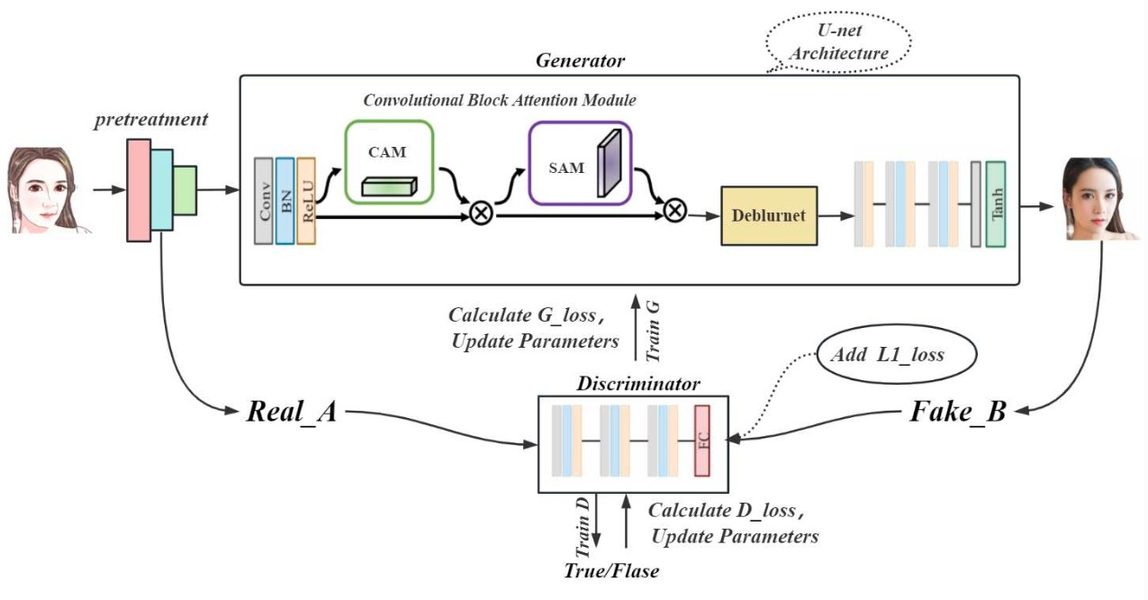 U-net
Architecture
Generator
Convolutional Block Attention Module
pretreatment
CAM
SAM
Conv
BN
ReLU
Deblurnet
Tanh
Calculate G_loss,
Update Parameters
Train G
Add L1_loss
Discriminator
Real_A
Fake_B
FC
Train D
Calculate D_loss,
Update Parameters
True/Flase